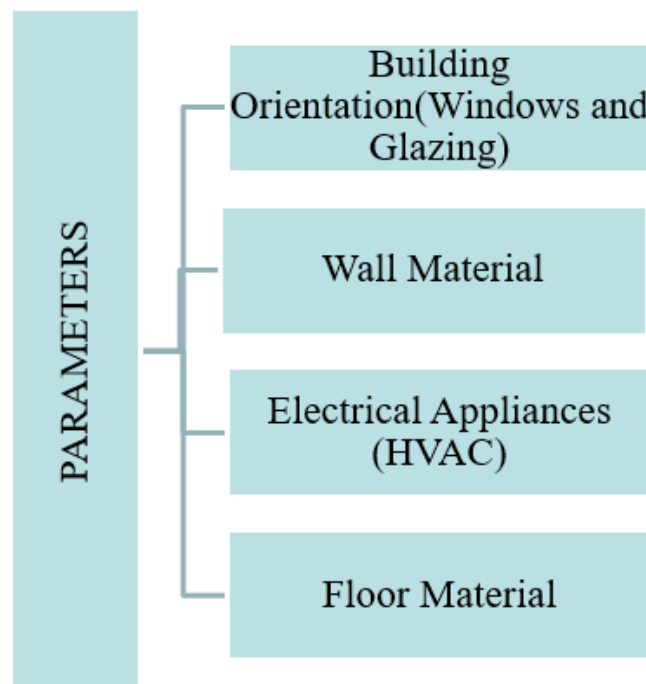 PARAMETERS
Building
Orientation(Windows and
Glazing)
Wall Material
Electrical Appliances
(HVAC)
Floor Material